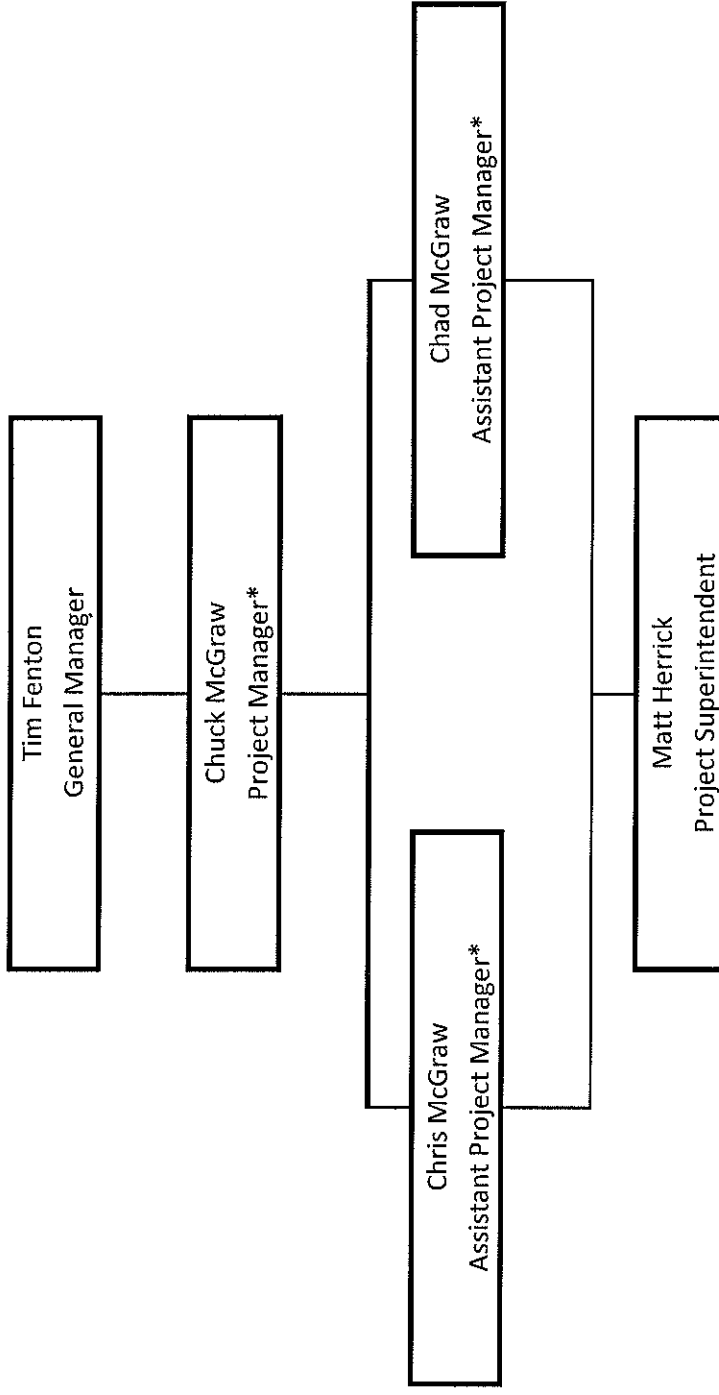 Tim Fenton
General Manager
Chuck McGraw
Project Manager*
Chris McGraw
Assistant Project Manager*
Chad McGraw
Assistant Project Manager*
Matt Herrick
Project Superintendent